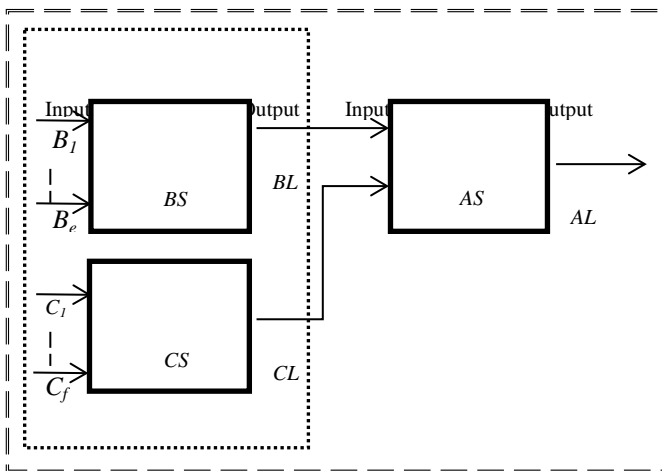 Input Output Input Output
B1
BS
BL
Be
AS
AL
C1
CS
CL
Cf